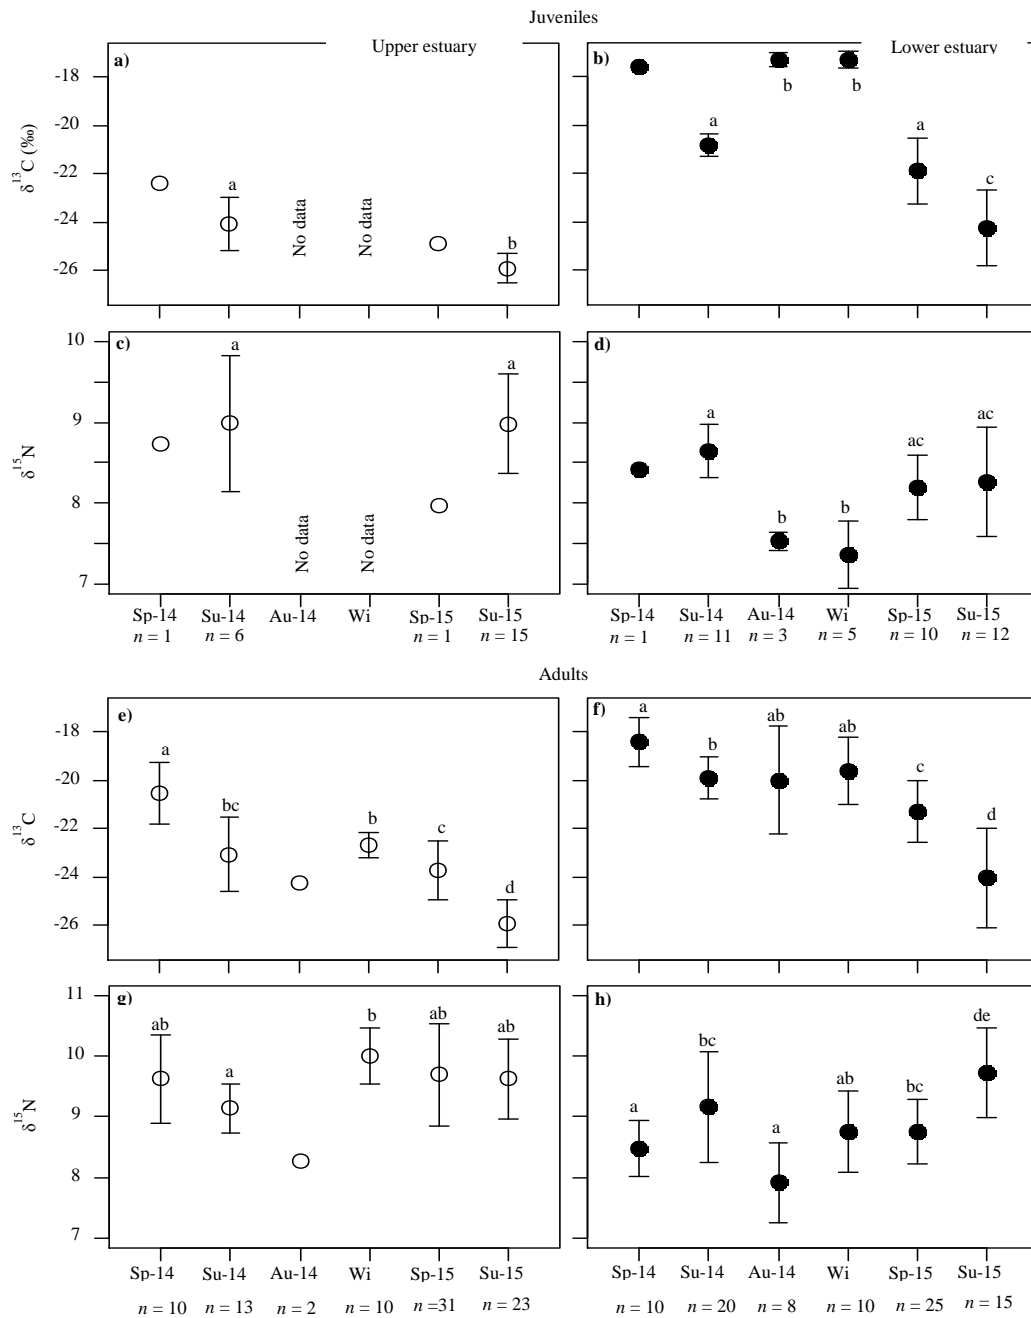 Juveniles
a) Upper estuary
b) Lower estuary
-18
-20
-22
-24
-26
δ13C (‰)
a
No data
No data
b
a
b
b
a
c
c)
d)
10
9
8
7
δ15N
a
No data
No data
a
a
b
b
ac
ac
Sp-14 Su-14 Au-14 Wi Sp-15 Su-15
n = 1 n = 6 n = 1 n = 15
Sp-14 Su-14 Au-14 Wi Sp-15 Su-15
n = 1 n = 11 n = 3 n = 5 n = 10 n = 12
Adults
e)
f)
-18
-20
-22
-24
-26
δ13C
a
bc
b
c
d
a
b
ab
ab
c
d
g)
h)
11
10
9
8
7
δ15N
ab
a
b
ab
ab
a
bc
a
ab
bc
de
Sp-14 Su-14 Au-14 Wi Sp-15 Su-15
n = 10 n = 13 n = 2 n = 10 n =31 n = 23
Sp-14 Su-14 Au-14 Wi Sp-15 Su-15
n = 10 n = 20 n = 8 n = 10 n = 25 n = 15